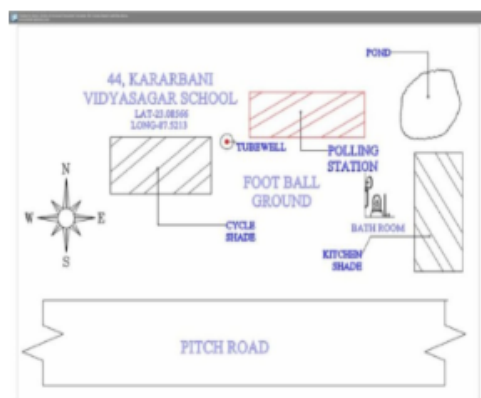 44, KARARBANI
VIDYASAGAR SCHOOL
LAT-23.08566
LONG-87.5213
POND
TUBEWELL
POLLING
STATION
FOOT BALL
GROUND
N
W
E
S
CYCLE
SHADE
BATH ROOM
KITCHEN
SHADE
PITCH ROAD